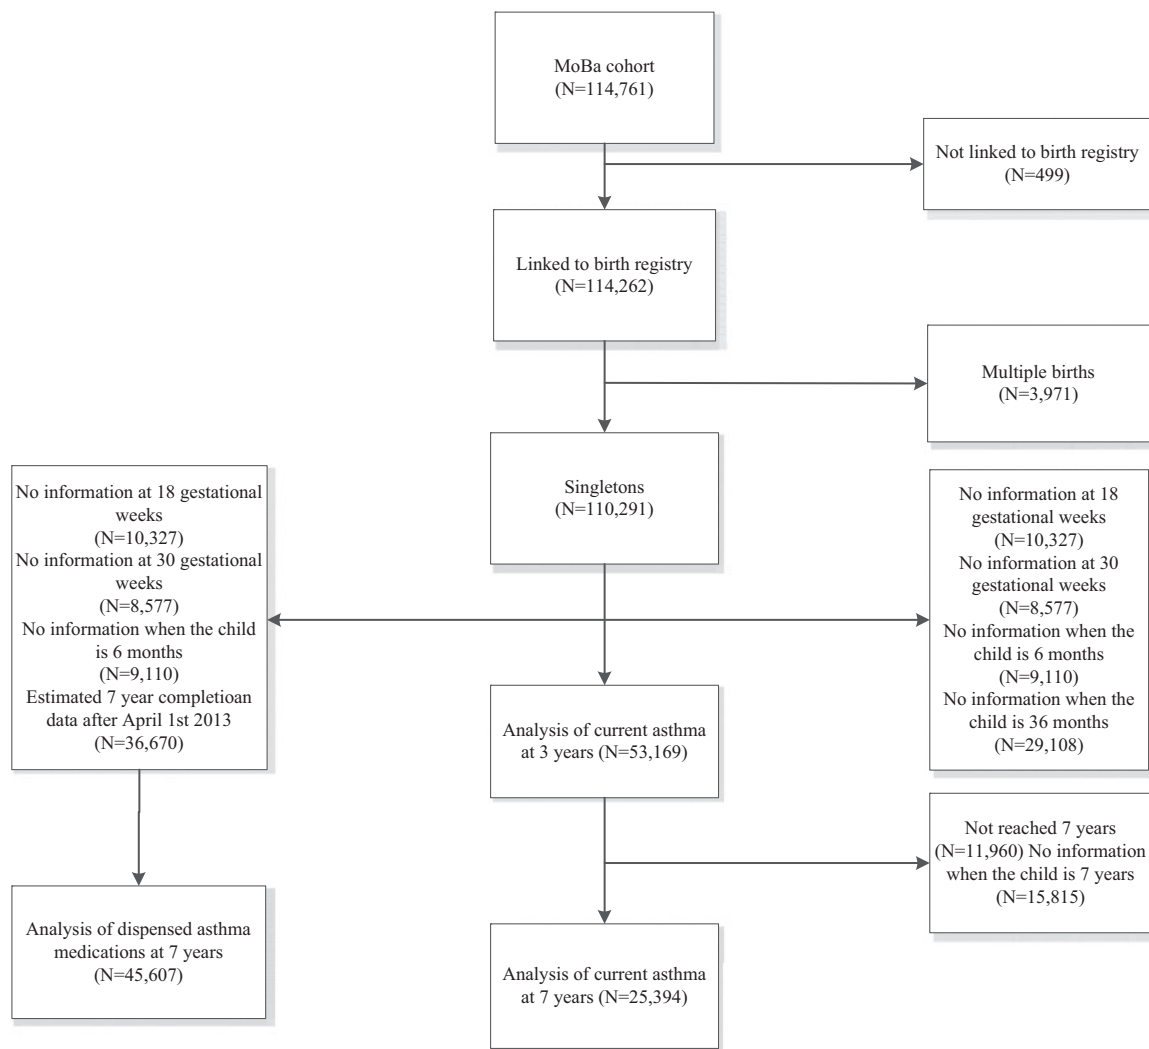 MoBa cohort
(N=114,761)
Not linked to birth registry
(N=499)
Linked to birth registry
(N=114,262)
Multiple births
(N=3,971)
Singletons
(N=110,291)
No information at 18 gestational
weeks
(N=10,327)
No information at 30 gestational
weeks
(N=8,577)
No information when the child
is 6 months
(N=9,110)
Estimated 7 year completioan
data after April 1st 2013
(N=36,670)
No information at 18
gestational weeks
(N=10,327)
No information at 30
gestational weeks
(N=8,577)
No information when the
child is 6 months
(N=9,110)
No information when the
child is 36 months
(N=29,108)
Analysis of current asthma
at 3 years (N=53,169)
Not reached 7 years
(N=11,960) No information
when the child is 7 years
(N=15,815)
Analysis of dispensed asthma
medications at 7 years
(N=45,607)
Analysis of current asthma
at 7 years (N=25,394)